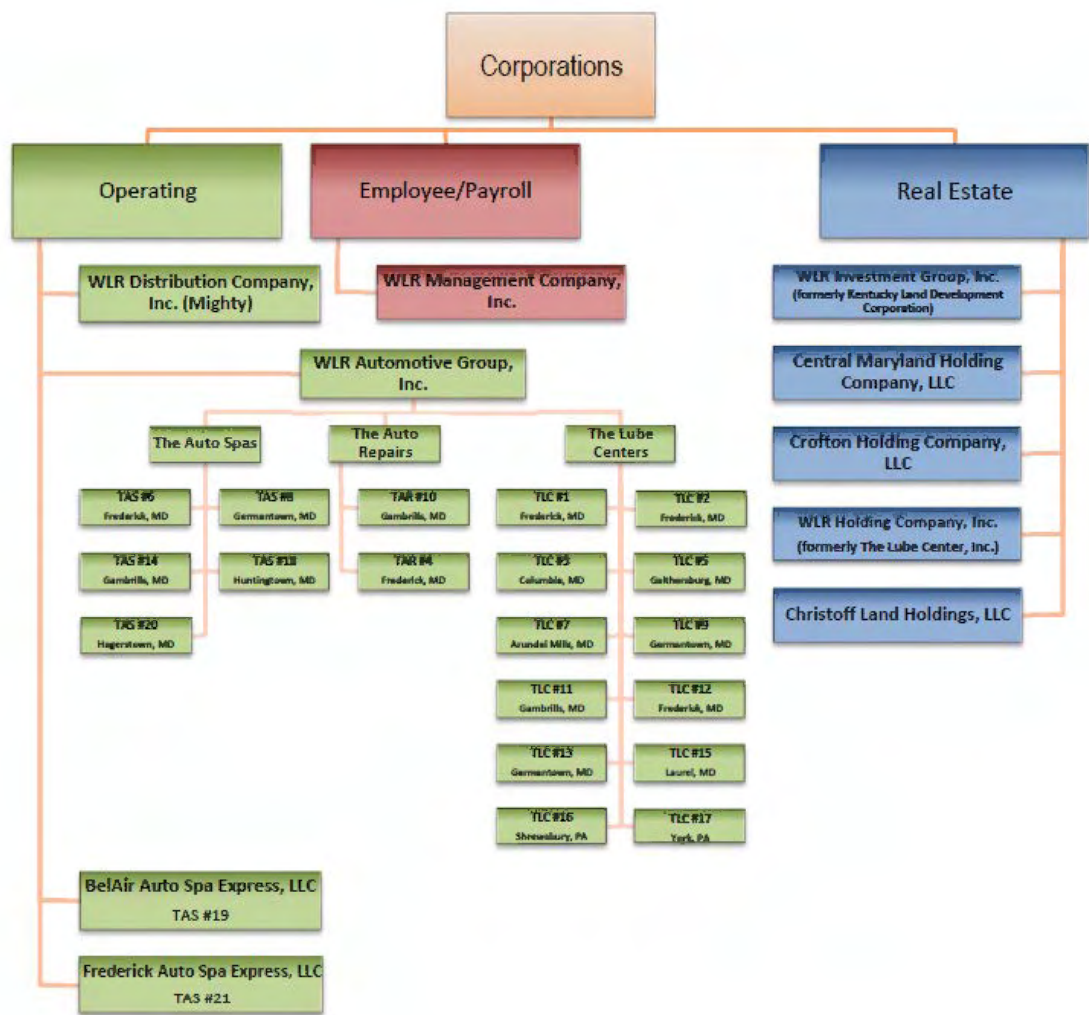 Corporations
Operating
Employee/Payroll
Real Estate
WLR Distribution Company,
Inc. (Mighty)
WLR Management Company,
Inc.
WLR Investment Group, Inc.
(formerly Kentucky Land Development
Corporation)
WLR Automotive Group,
Inc.
Central Maryland Holding
Company, LLC
The Auto Spas
The Auto
Repairs
The Lube
Centers
Crofton Holding Company,
LLC
TAS #6
Frederick, MD
TAS #8
Germantown, MD
TAR #10
Gambrills, MD
TLC #1
Frederick, MD
TLC #2
Frederick, MD
WLR Holding Company, Inc.
(formerly The Lube Center, Inc.)
TAS #14
Gambrills, MD
TAS #18
Huntingtown, MD
TAR #4
Frederick, MD
TLC #3
Columbia, MD
TLC #5
Gaithersburg, MD
Christoff Land Holdings, LLC
TAS #20
Hagerstown, MD
TLC #7
Arundel Mills, MD
TLC #9
Germantown, MD
TLC #11
Gambrills, MD
TLC #12
Frederick, MD
TLC #13
Germantown, MD
TLC #15
Laurel, MD
TLC #16
Shrewsbury, PA
TLC #17
York, PA
BelAir Auto Spa Express, LLC
TAS #19
Frederick Auto Spa Express, LLC
TAS #21